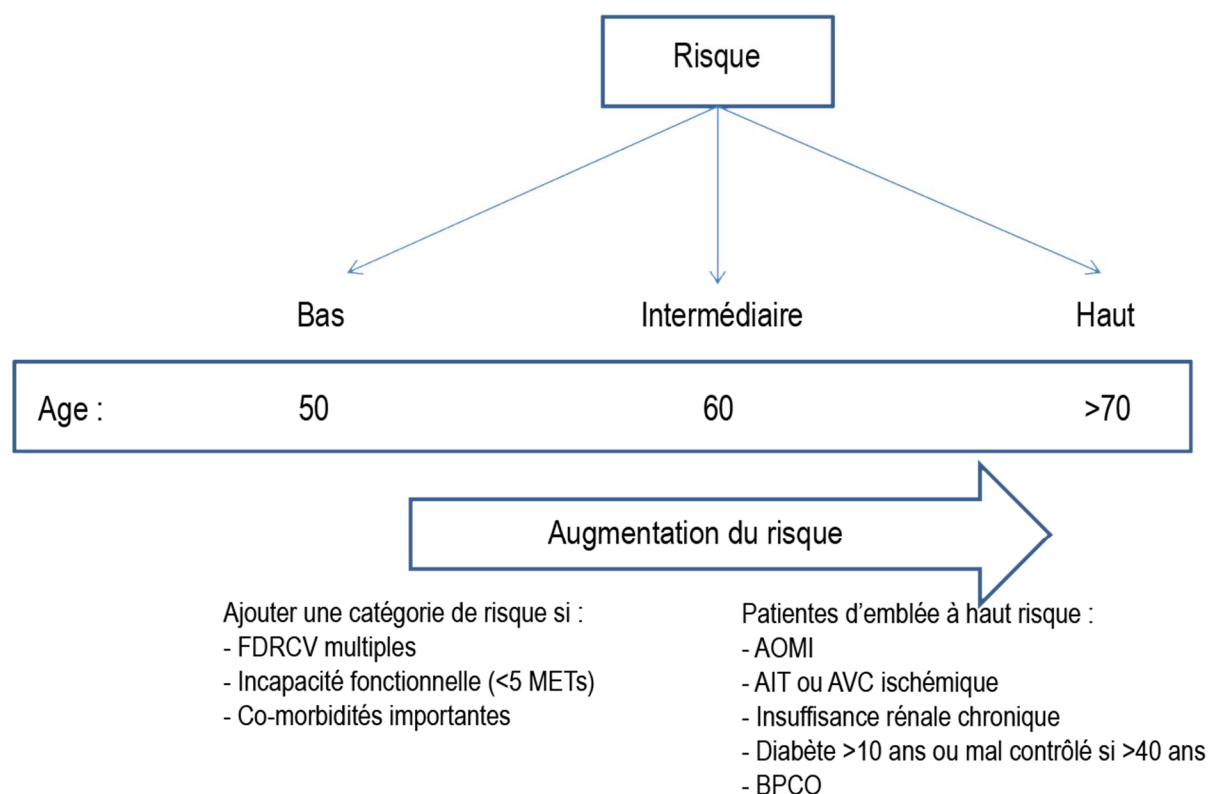 Risque
Bas Intermédiaire Haut
Age : 50 60 >70
Augmentation du risque
Ajouter une catégorie de risque si :
- FDRCV multiples
- Incapacité fonctionnelle (<5 METs)
- Co-morbidités importantes
Patientes d’emblée à haut risque :
- AOMI
- AIT ou AVC ischémique
- Insuffisance rénale chronique
- Diabète >10 ans ou mal contrôlé si >40 ans
- BPCO